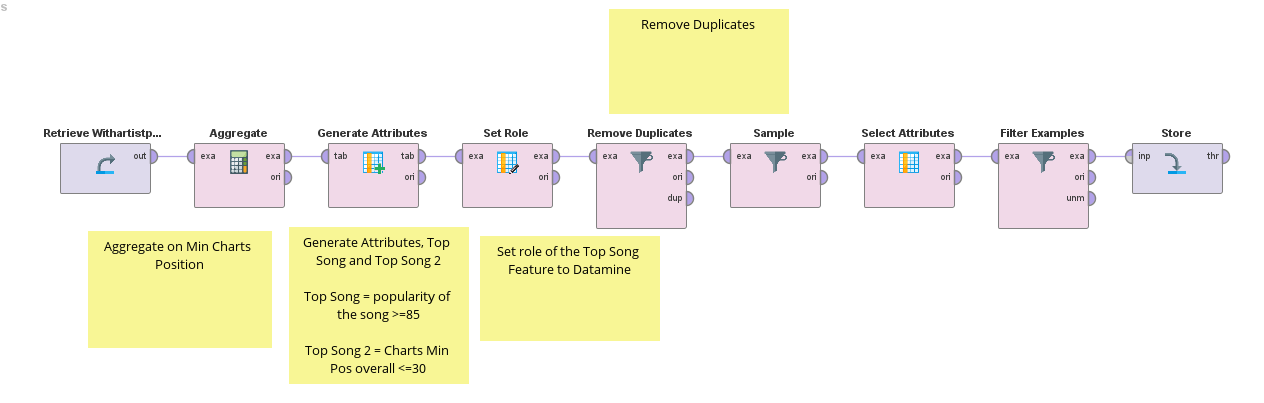 s
Remove Duplicates
Retrieve Withartistp...
Aggregate
Generate Attributes
Set Role
Remove Duplicates
Sample
Select Attributes
Filter Examples
Store
out
exa
exa
ori
tab
tab
ori
exa
exa
ori
exa
exa
ori
dup
exa
exa
ori
exa
exa
ori
exa
exa
ori
unm
inp
thr
Aggregate on Min Charts
Position
Generate Attributes, Top
Song and Top Song 2
Top Song = popularity of
the song >=85
Top Song 2 = Charts Min
Pos overall <=30
Set role of the Top Song
Feature to Datamine